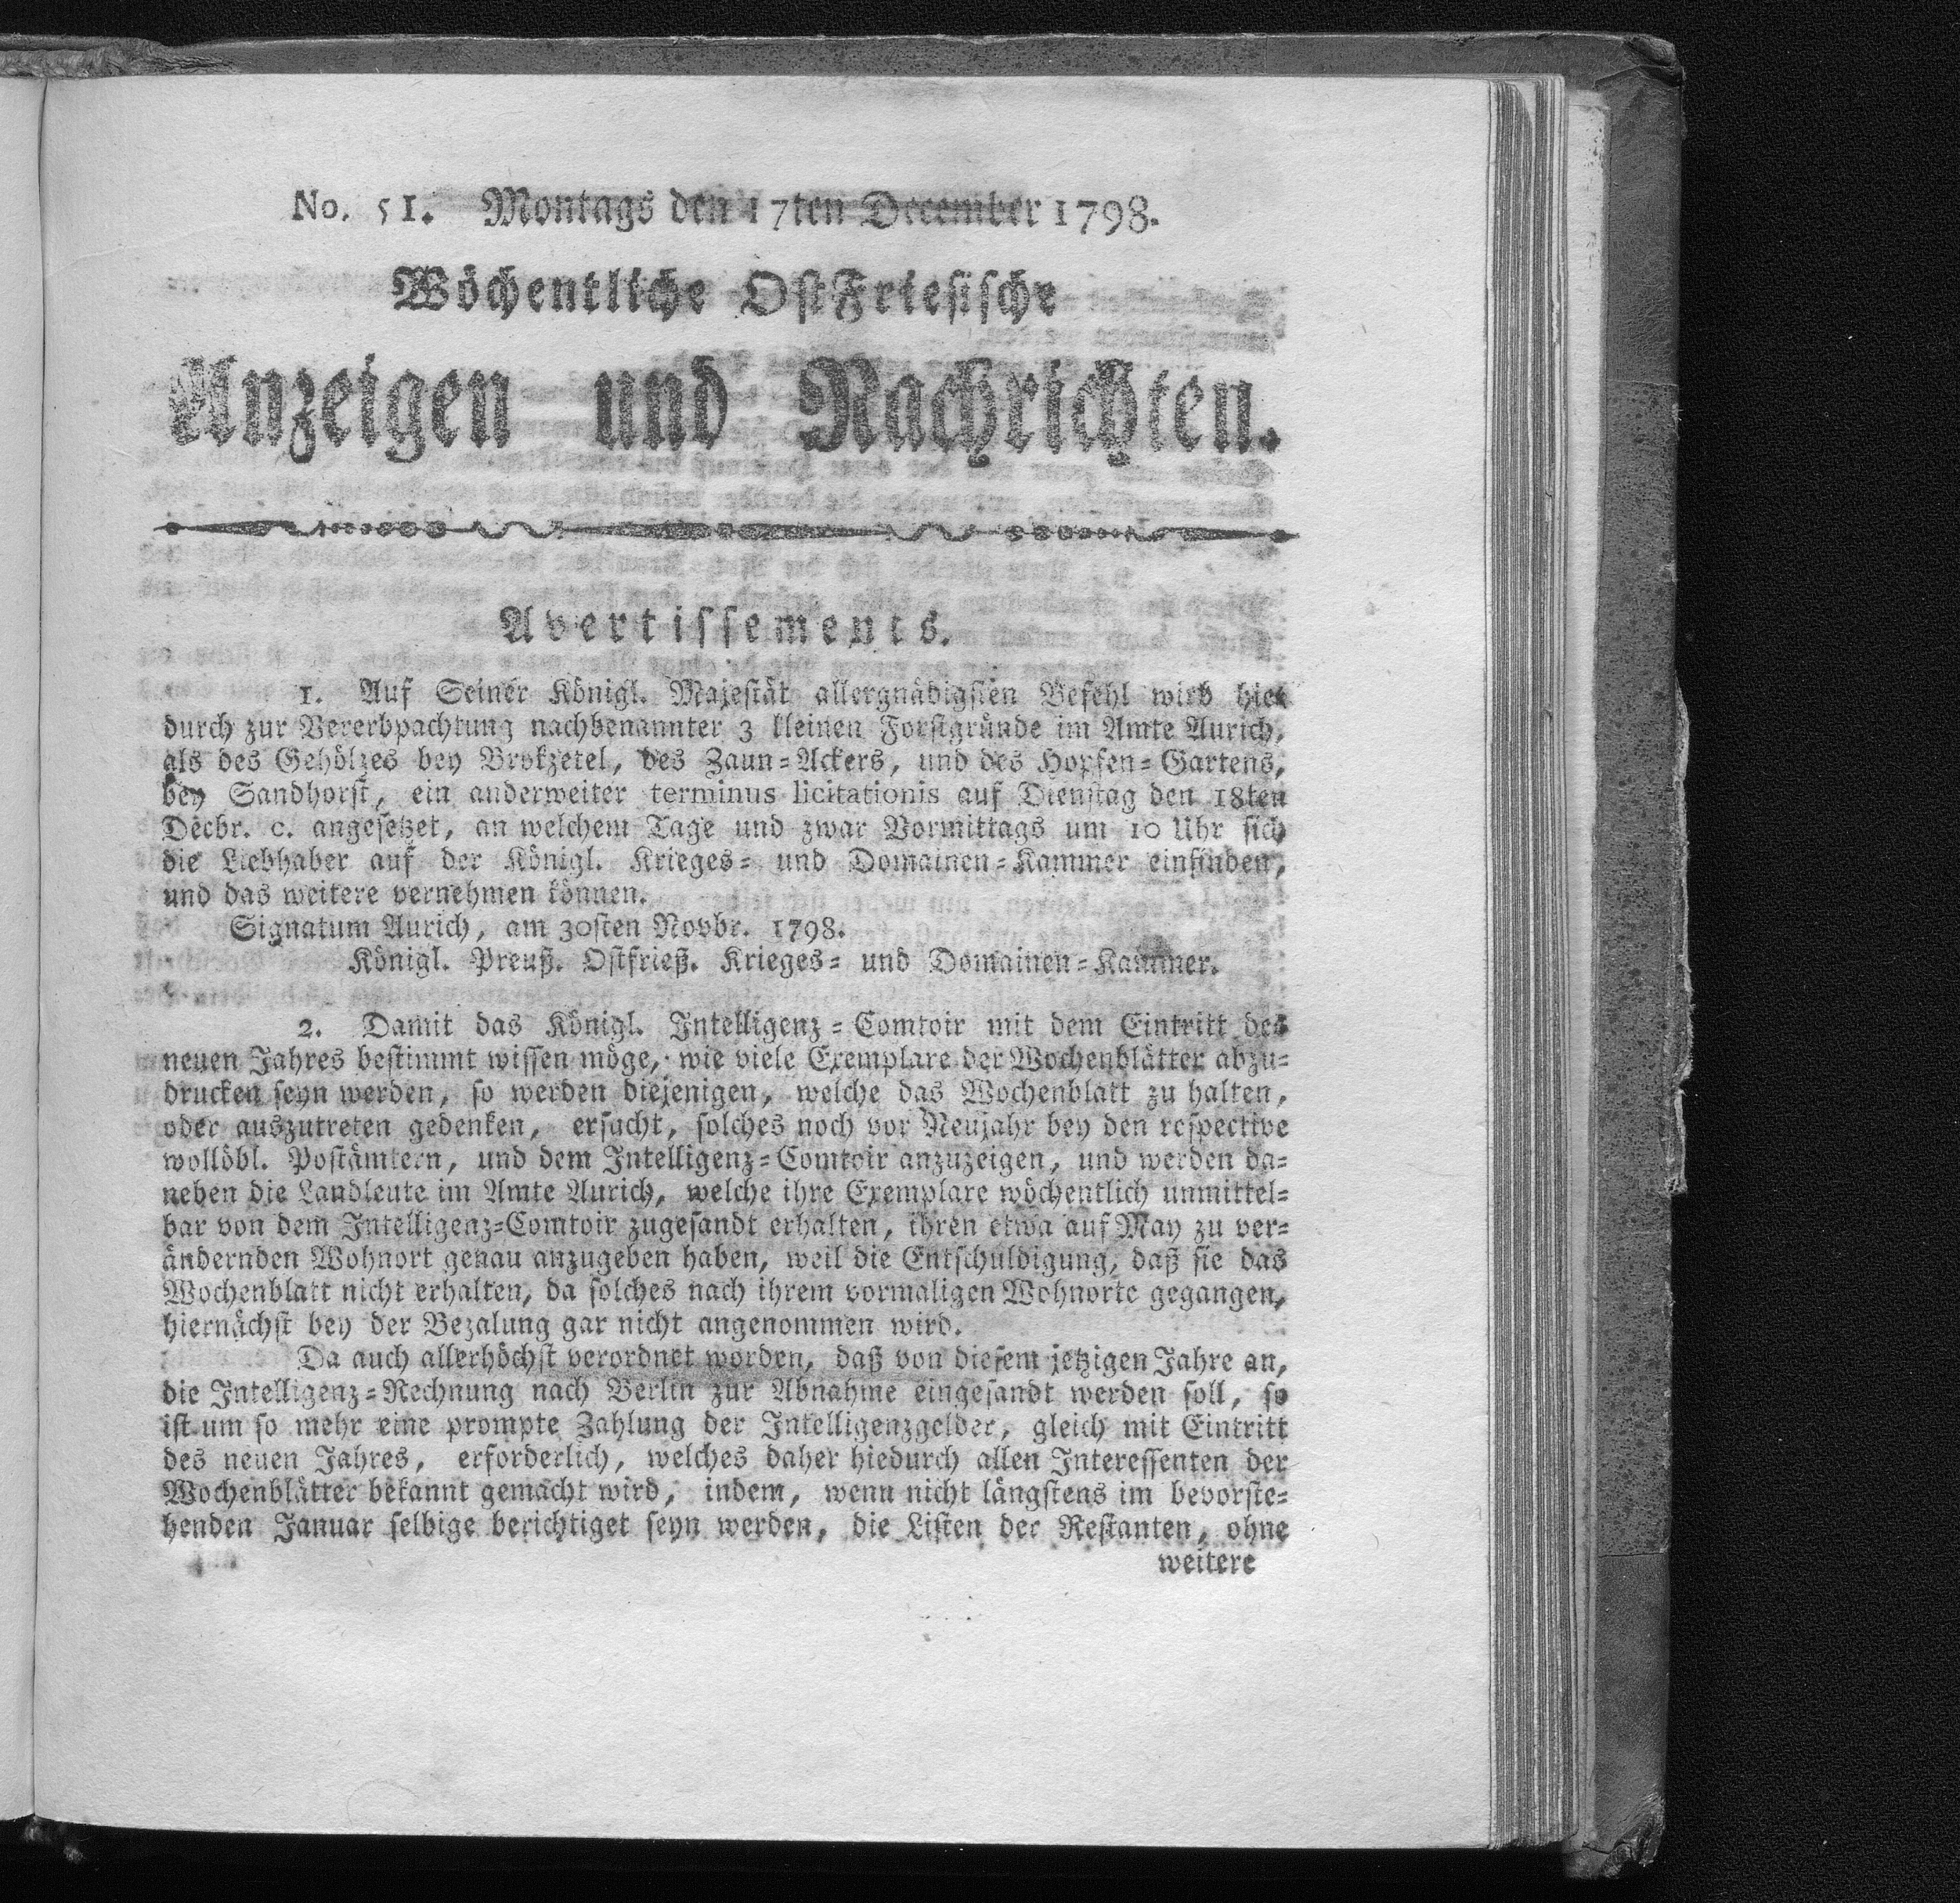 No. 51. Montags den 17ten December 1798.
Wöchentliche OstFriesische
Anzeigen und Nachrichten.
Avertissements.
1. Auf Seiner Königl. Majestät allergnädigsten Befehl wird hie-
durch zur Vererbpachtung nachbenannter 3 kleinen Forstgründe im Amte Aurich,
als des Gehölzes bey Brokzetel, des Zaun-Ackers, und des Hopfen-Gartens,
bey Sandhorst, ein anderweiter terminus licitationis auf Dienstag den 18ten
Decbr. c. angesetzet, an welchem Tage und zwar Vormittags um 10 Uhr sich
die Liebhaber auf der Königl. Krieges- und Domainen-Kammer einfinden,
und das weitere vernehmen können.
Signatum Aurich, am 30sten Novbr. 1798.
Königl. Preuß. Ostfrieß. Krieges- und Domainen-Kammer.
2. Damit das Königl. Intelligenz-Comtoir mit dem Eintritt des
neuen Jahres bestimmt wissen möge, wie viele Exemplare der Wochenblätter abzu-
drucken seyn werden, so werden diejenigen, welche das Wochenblatt zu halten,
oder auszutreten gedenken, ersucht, solches noch vor Neujahr bey den respective
wollöbl. Postämtern, und dem Intelligenz-Comtoir anzuzeigen, und werden da-
neben die Landleute im Amte Aurich, welche ihre Exemplare wöchentlich unmittel-
bar von dem Intelligenz-Comtoir zugesandt erhalten, ihren etwa auf May zu ver-
ändernden Wohnort genau anzugeben haben, weil die Entschuldigung, daß sie das
Wochenblatt nicht erhalten, da solches nach ihrem vormaligen Wohnorte gegangen,
hiernächst bey der Bezalung gar nicht angenommen wird.
Da auch allerhöchst verordnet worden, daß von diesem jetzigen Jahre an,
die Intelligenz-Rechnung nach Berlin zur Abnahme eingesandt werden soll, so
ist um so mehr eine prompte Zahlung der Intelligenzgelder, gleich mit Eintritt
des neuen Jahres, erforderlich, welches daher hiedurch allen Interessenten der
Wochenblätter bekannt gemacht wird, indem, wenn nicht längstens im bevorste-
henden Januar selbige berichtiget seyn werden, die Listen der Restanten, ohne
weitere